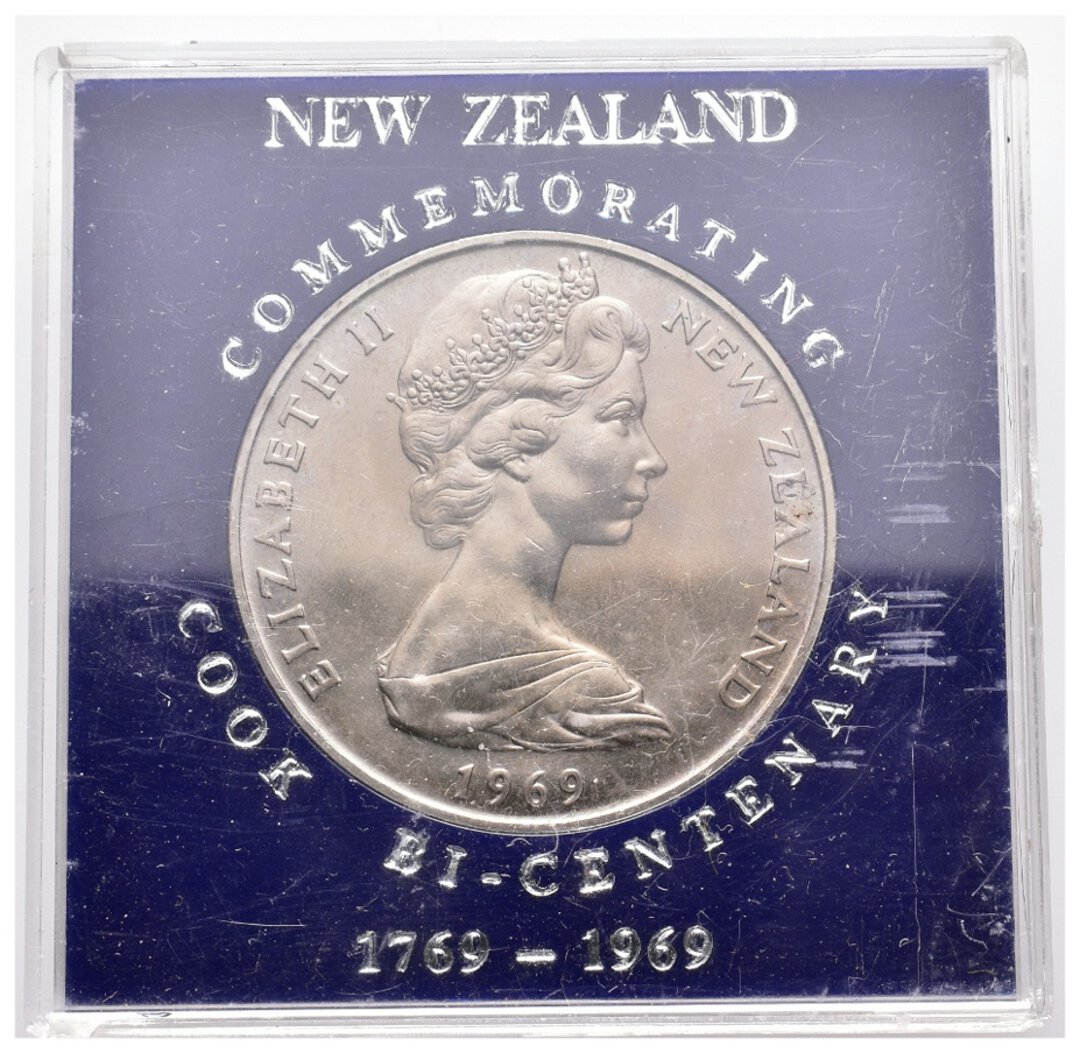 NEW ZEALAND
COMMEMORATING
ELIZABETH II
NEW ZEALAND
1969
COOK BI-CENTENARY
1769 - 1969